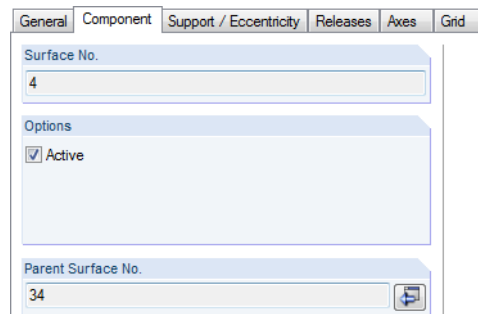 General Component Support / Eccentricity Releases Axes Grid
Surface No.
4
Options
Active
Parent Surface No.
34